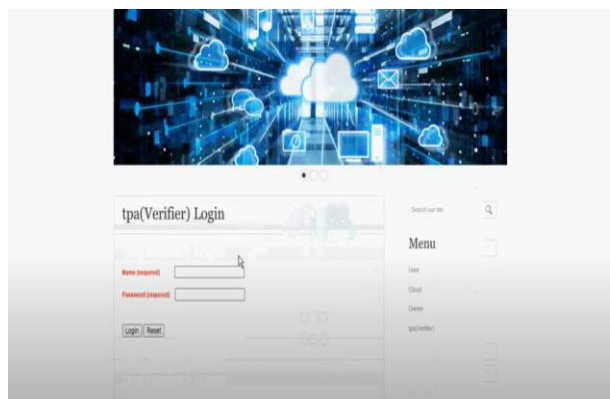 tpa(Verifier) Login
Name (required)
Password (required)
Login Reset
Search our site
Menu
User
Cloud
Owner
tpa(verifier)